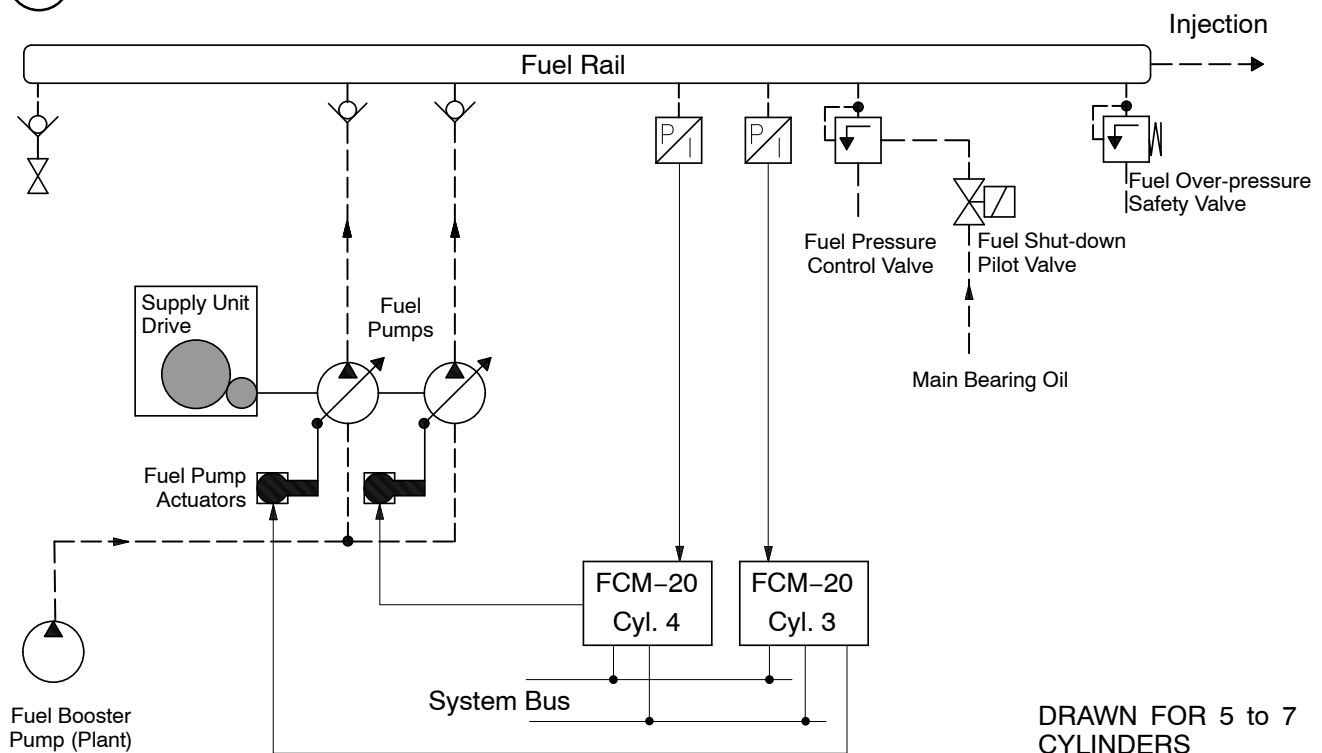 Injection
Fuel Rail
P
I
P
I
Fuel Over-pressure
Safety Valve
Fuel Pressure
Control Valve
Fuel Shut-down
Pilot Valve
Supply Unit
Drive
Fuel
Pumps
Main Bearing Oil
Fuel Pump
Actuators
FCM−20
Cyl. 4
FCM−20
Cyl. 3
System Bus
Fuel Booster
Pump (Plant)
DRAWN FOR 5 to 7
CYLINDERS